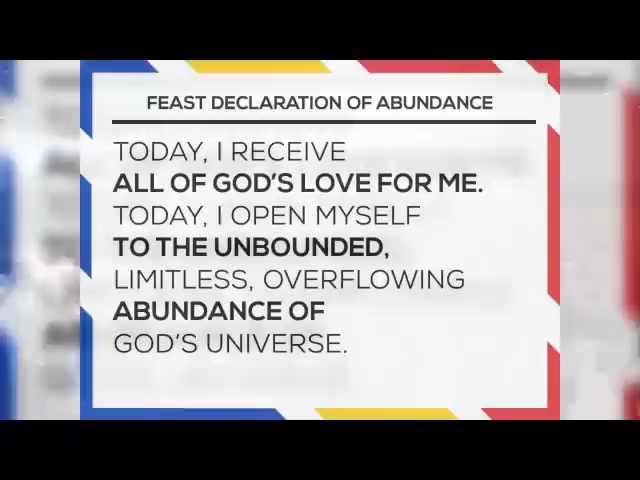 FEAST DECLARATION OF ABUNDANCE
TODAY, I RECEIVE
ALL OF GOD'S LOVE FOR ME.
TODAY, I OPEN MYSELF
TO THE UNBOUNDED,
LIMITLESS, OVERFLOWING
ABUNDANCE OF
GOD'S UNIVERSE.